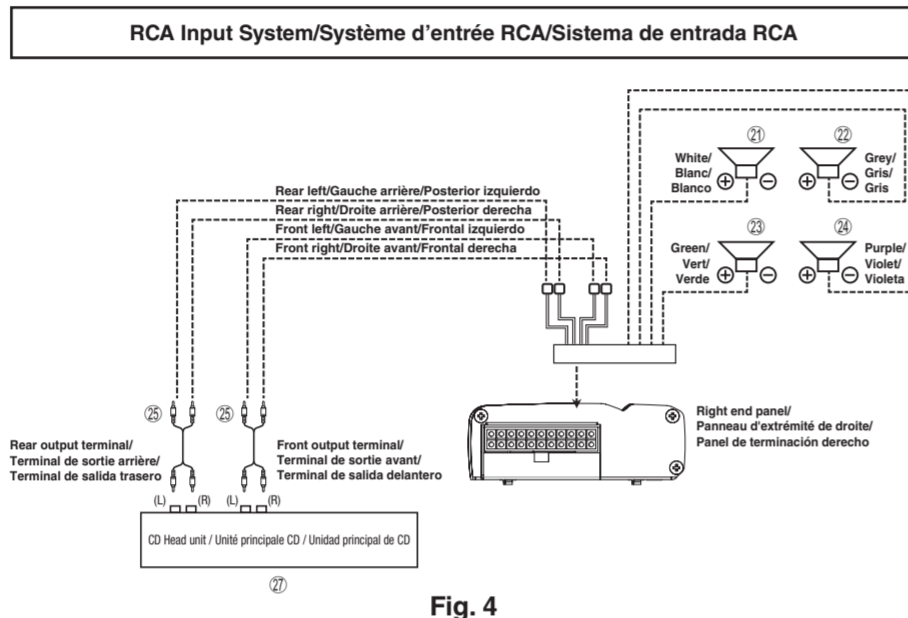 RCA Input System/Système d'entrée RCA/Sistema de entrada RCA
㉑
㉒
White/
Blanc/
Blanco
⊕
⊖
⊕
⊖
Grey/
Gris/
Gris
Rear left/Gauche arrière/Posterior izquierdo
Rear right/Droite arrière/Posterior derecha
Front left/Gauche avant/Frontal izquierdo
Front right/Droite avant/Frontal derecha
㉓
㉔
Green/
Vert/
Verde
⊕
⊖
⊕
⊖
Purple/
Violet/
Violeta
㉕
㉕
Rear output terminal/
Terminal de sortie arrière/
Terminal de salida trasero
Front output terminal/
Terminal de sortie avant/
Terminal de salida delantero
Right end panel/
Panneau d'extrémité de droite/
Panel de terminación derecho
(L)
(R)
(L)
(R)
CD Head unit / Unité principale CD / Unidad principal de CD
㉗
Fig. 4